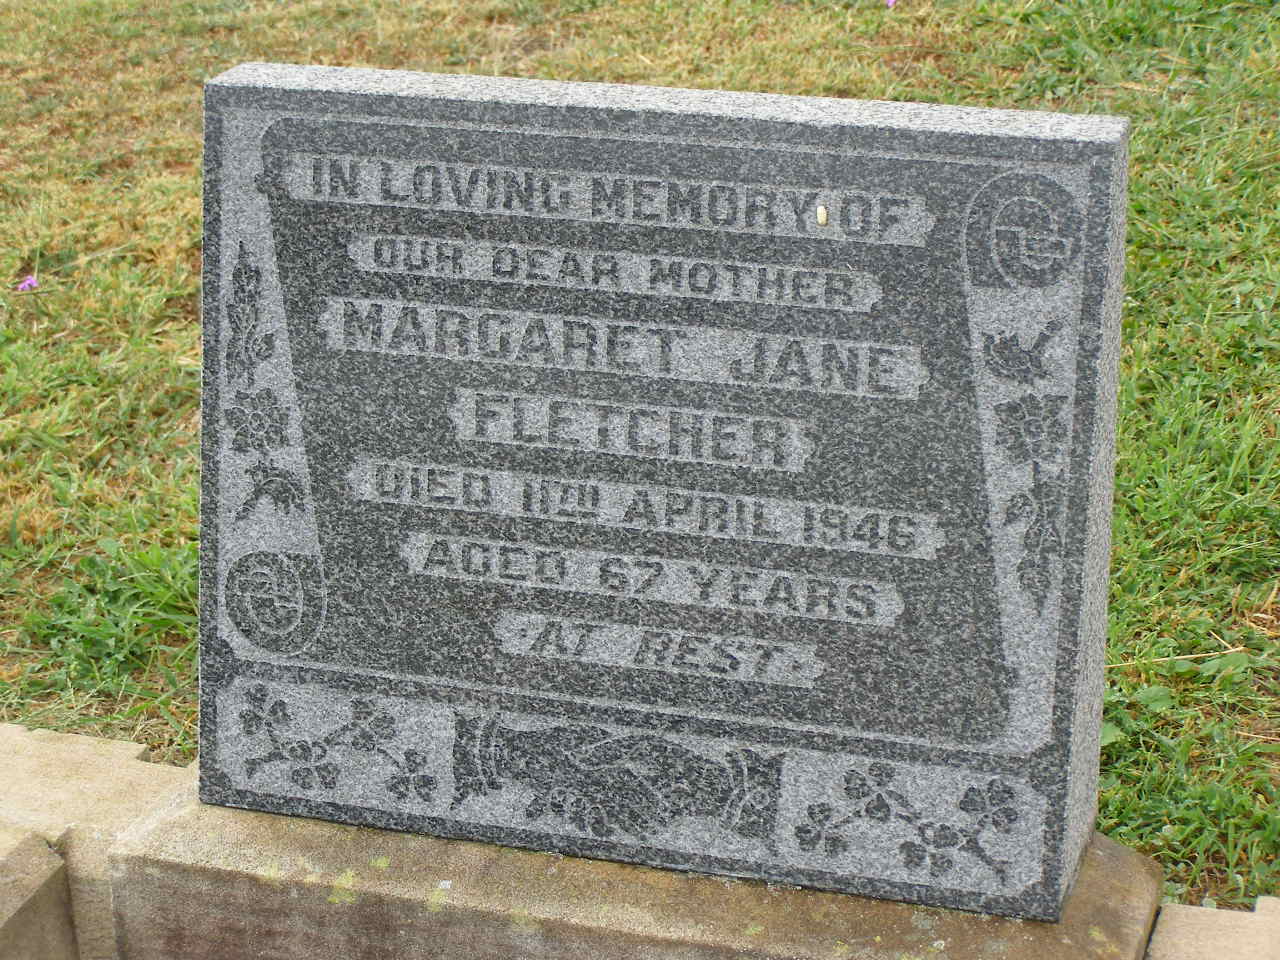 IN LOVING MEMORY OF
OUR DEAR MOTHER
MARGARET JANE
FLETCHER
DIED 11TH APRIL 1946
AGED 67 YEARS
·AT REST·